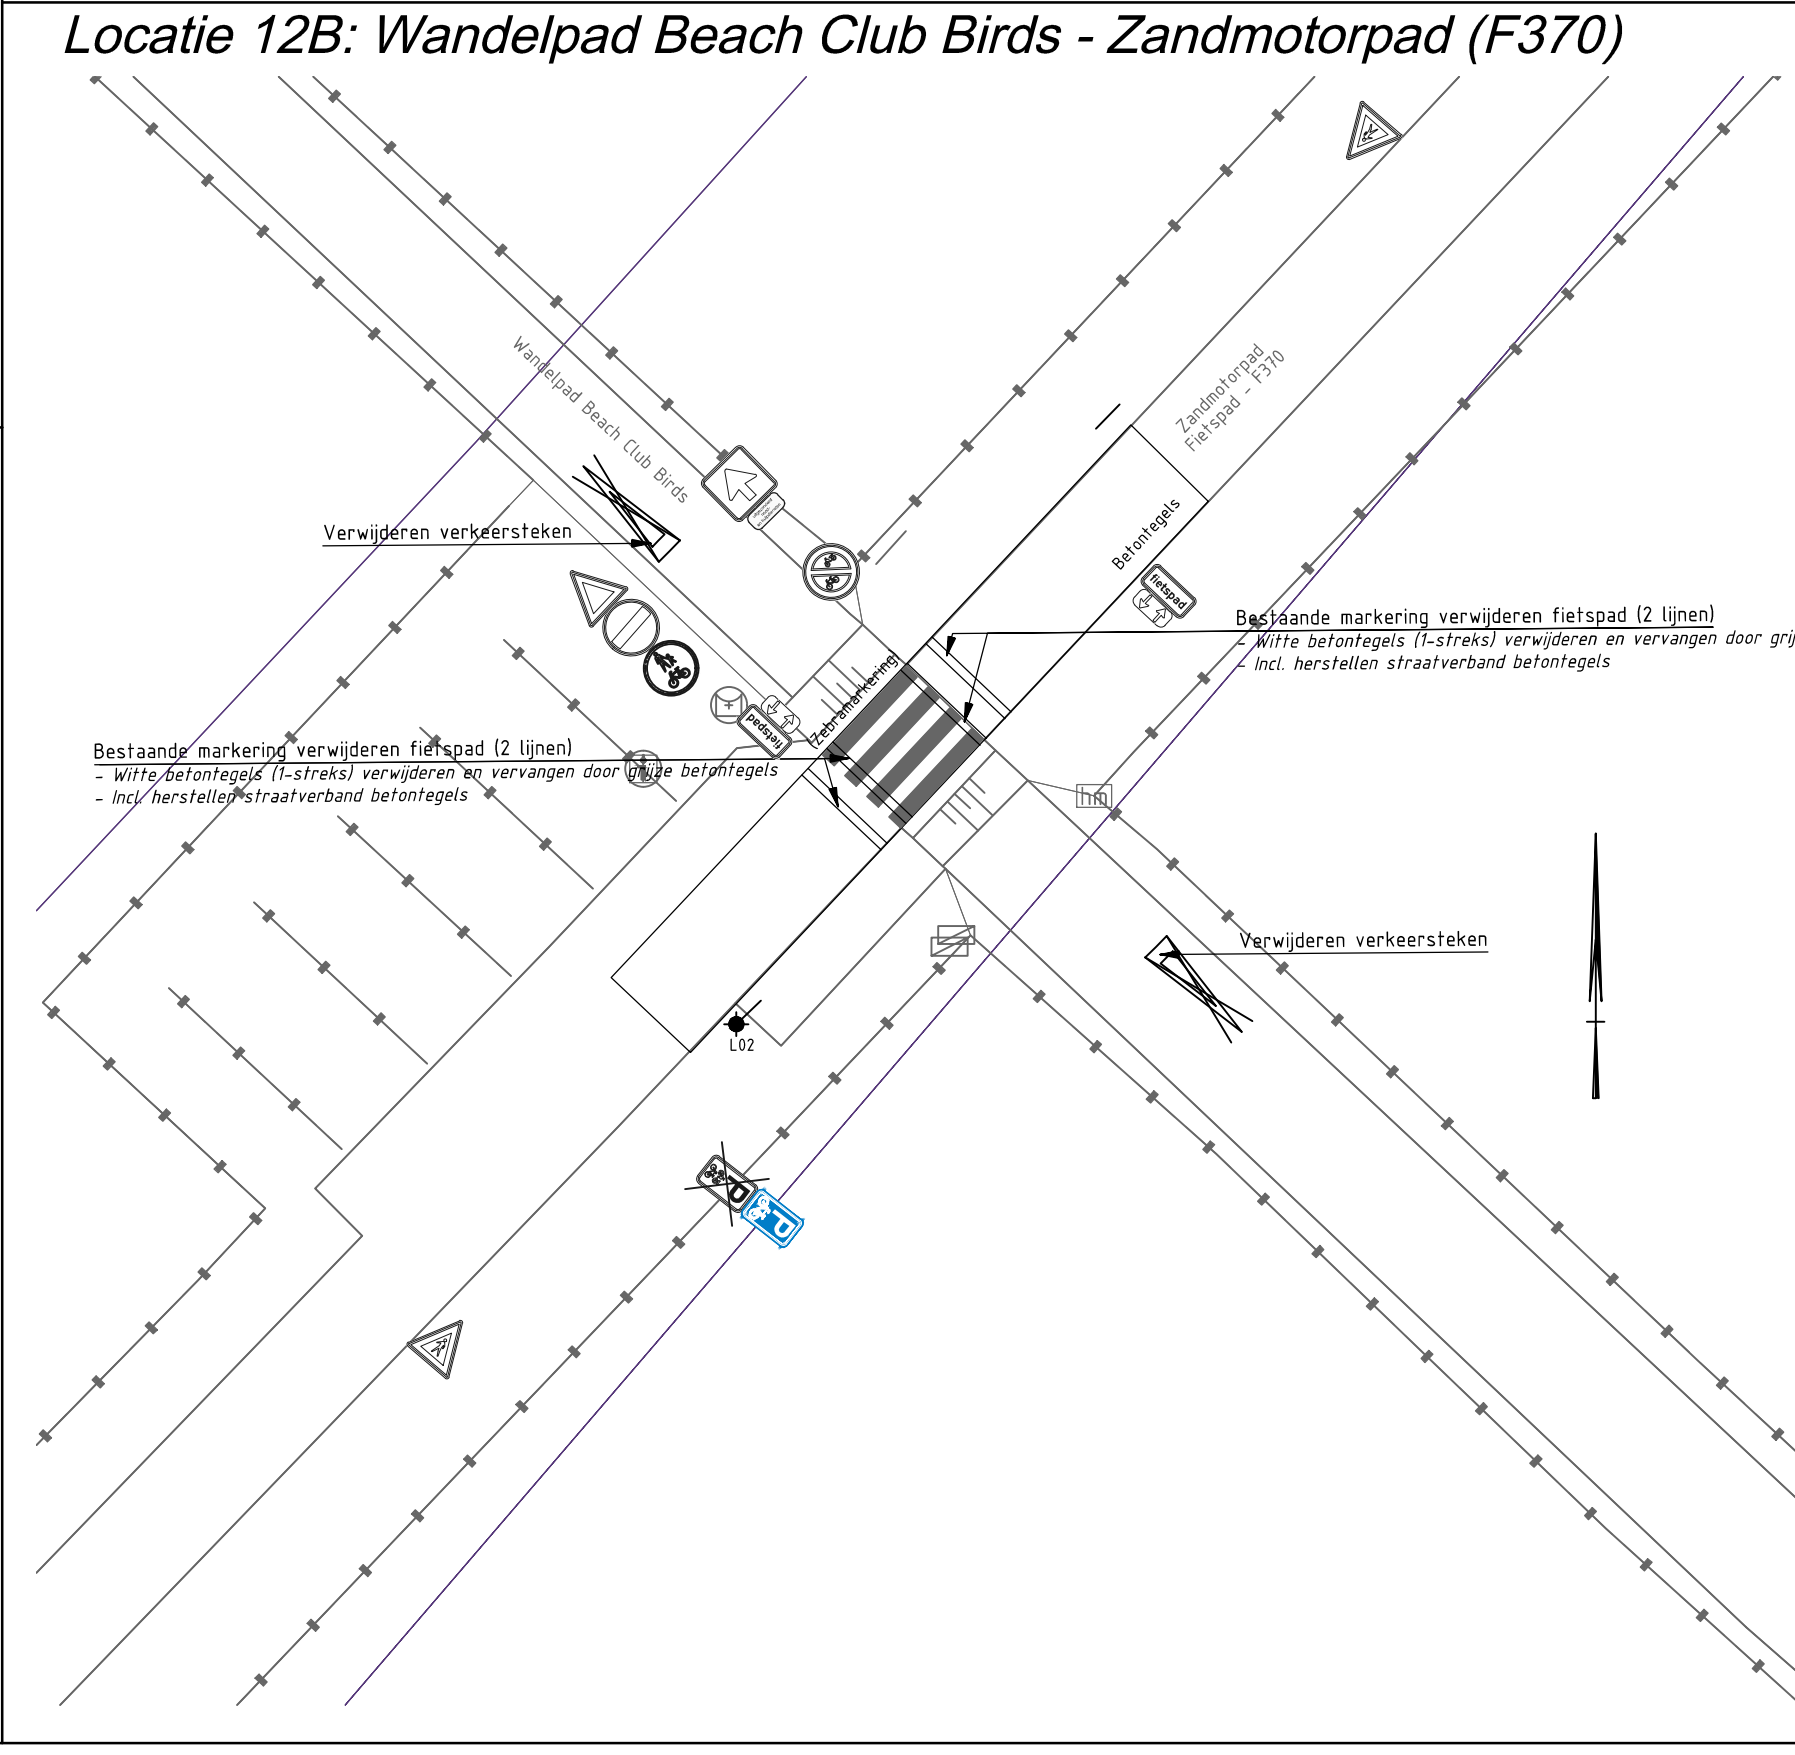 Locatie 12B: Wandelpad Beach Club Birds - Zandmotorpad (F370)
Wandelpad Beach Club Birds
Zandmotorpad
Fietspad - F370
Verwijderen verkeersteken
Betontegels
fietspad
Bestaande markering verwijderen fietspad (2 lijnen)
- Witte betontegels (1-streks) verwijderen en vervangen door grij
- Incl. herstellen straatverband betontegels
Zebramarkering
fietspad
Bestaande markering verwijderen fietspad (2 lijnen)
- Witte betontegels (1-streks) verwijderen en vervangen door grijze betontegels
- Incl. herstellen straatverband betontegels
hm
Verwijderen verkeersteken
L02
P
P